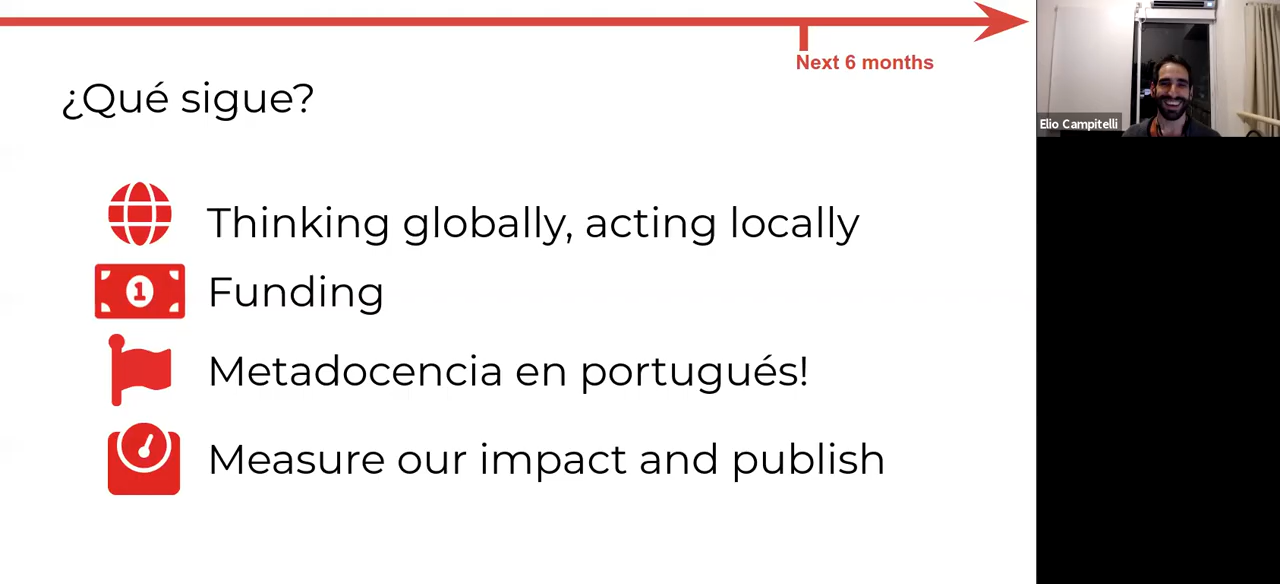 Next 6 months
¿Qué sigue?
Elio Campitelli
Thinking globally, acting locally
1
Funding
Metadocencia en portugués!
Measure our impact and publish